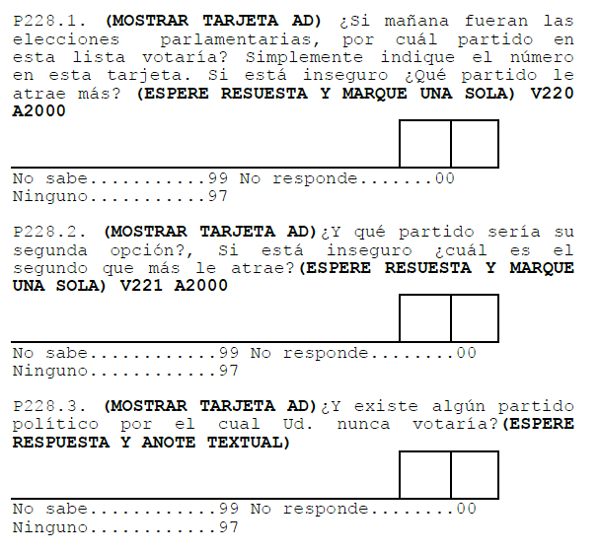 P228.1. (MOSTRAR TARJETA AD) ¿Si mañana fueran las
elecciones parlamentarias, por cuál partido en
esta lista votaría? Simplemente indique el número
en esta tarjeta. Si está inseguro ¿Qué partido le
atrae más? (ESPERE RESUESTA Y MARQUE UNA SOLA) V220
A2000
No sabe...........99 No responde.......00
Ninguno...........97
P228.2. (MOSTRAR TARJETA AD)¿Y qué partido sería su
segunda opción?, Si está inseguro ¿cuál es el
segundo que más le atrae?(ESPERE RESUESTA Y MARQUE
UNA SOLA) V221 A2000
No sabe............99 No responde........00
Ninguno............97
P228.3. (MOSTRAR TARJETA AD)¿Y existe algún partido
político por el cual Ud. nunca votaría?(ESPERE
RESPUESTA Y ANOTE TEXTUAL)
No sabe............99 No responde........00
Ninguno............97